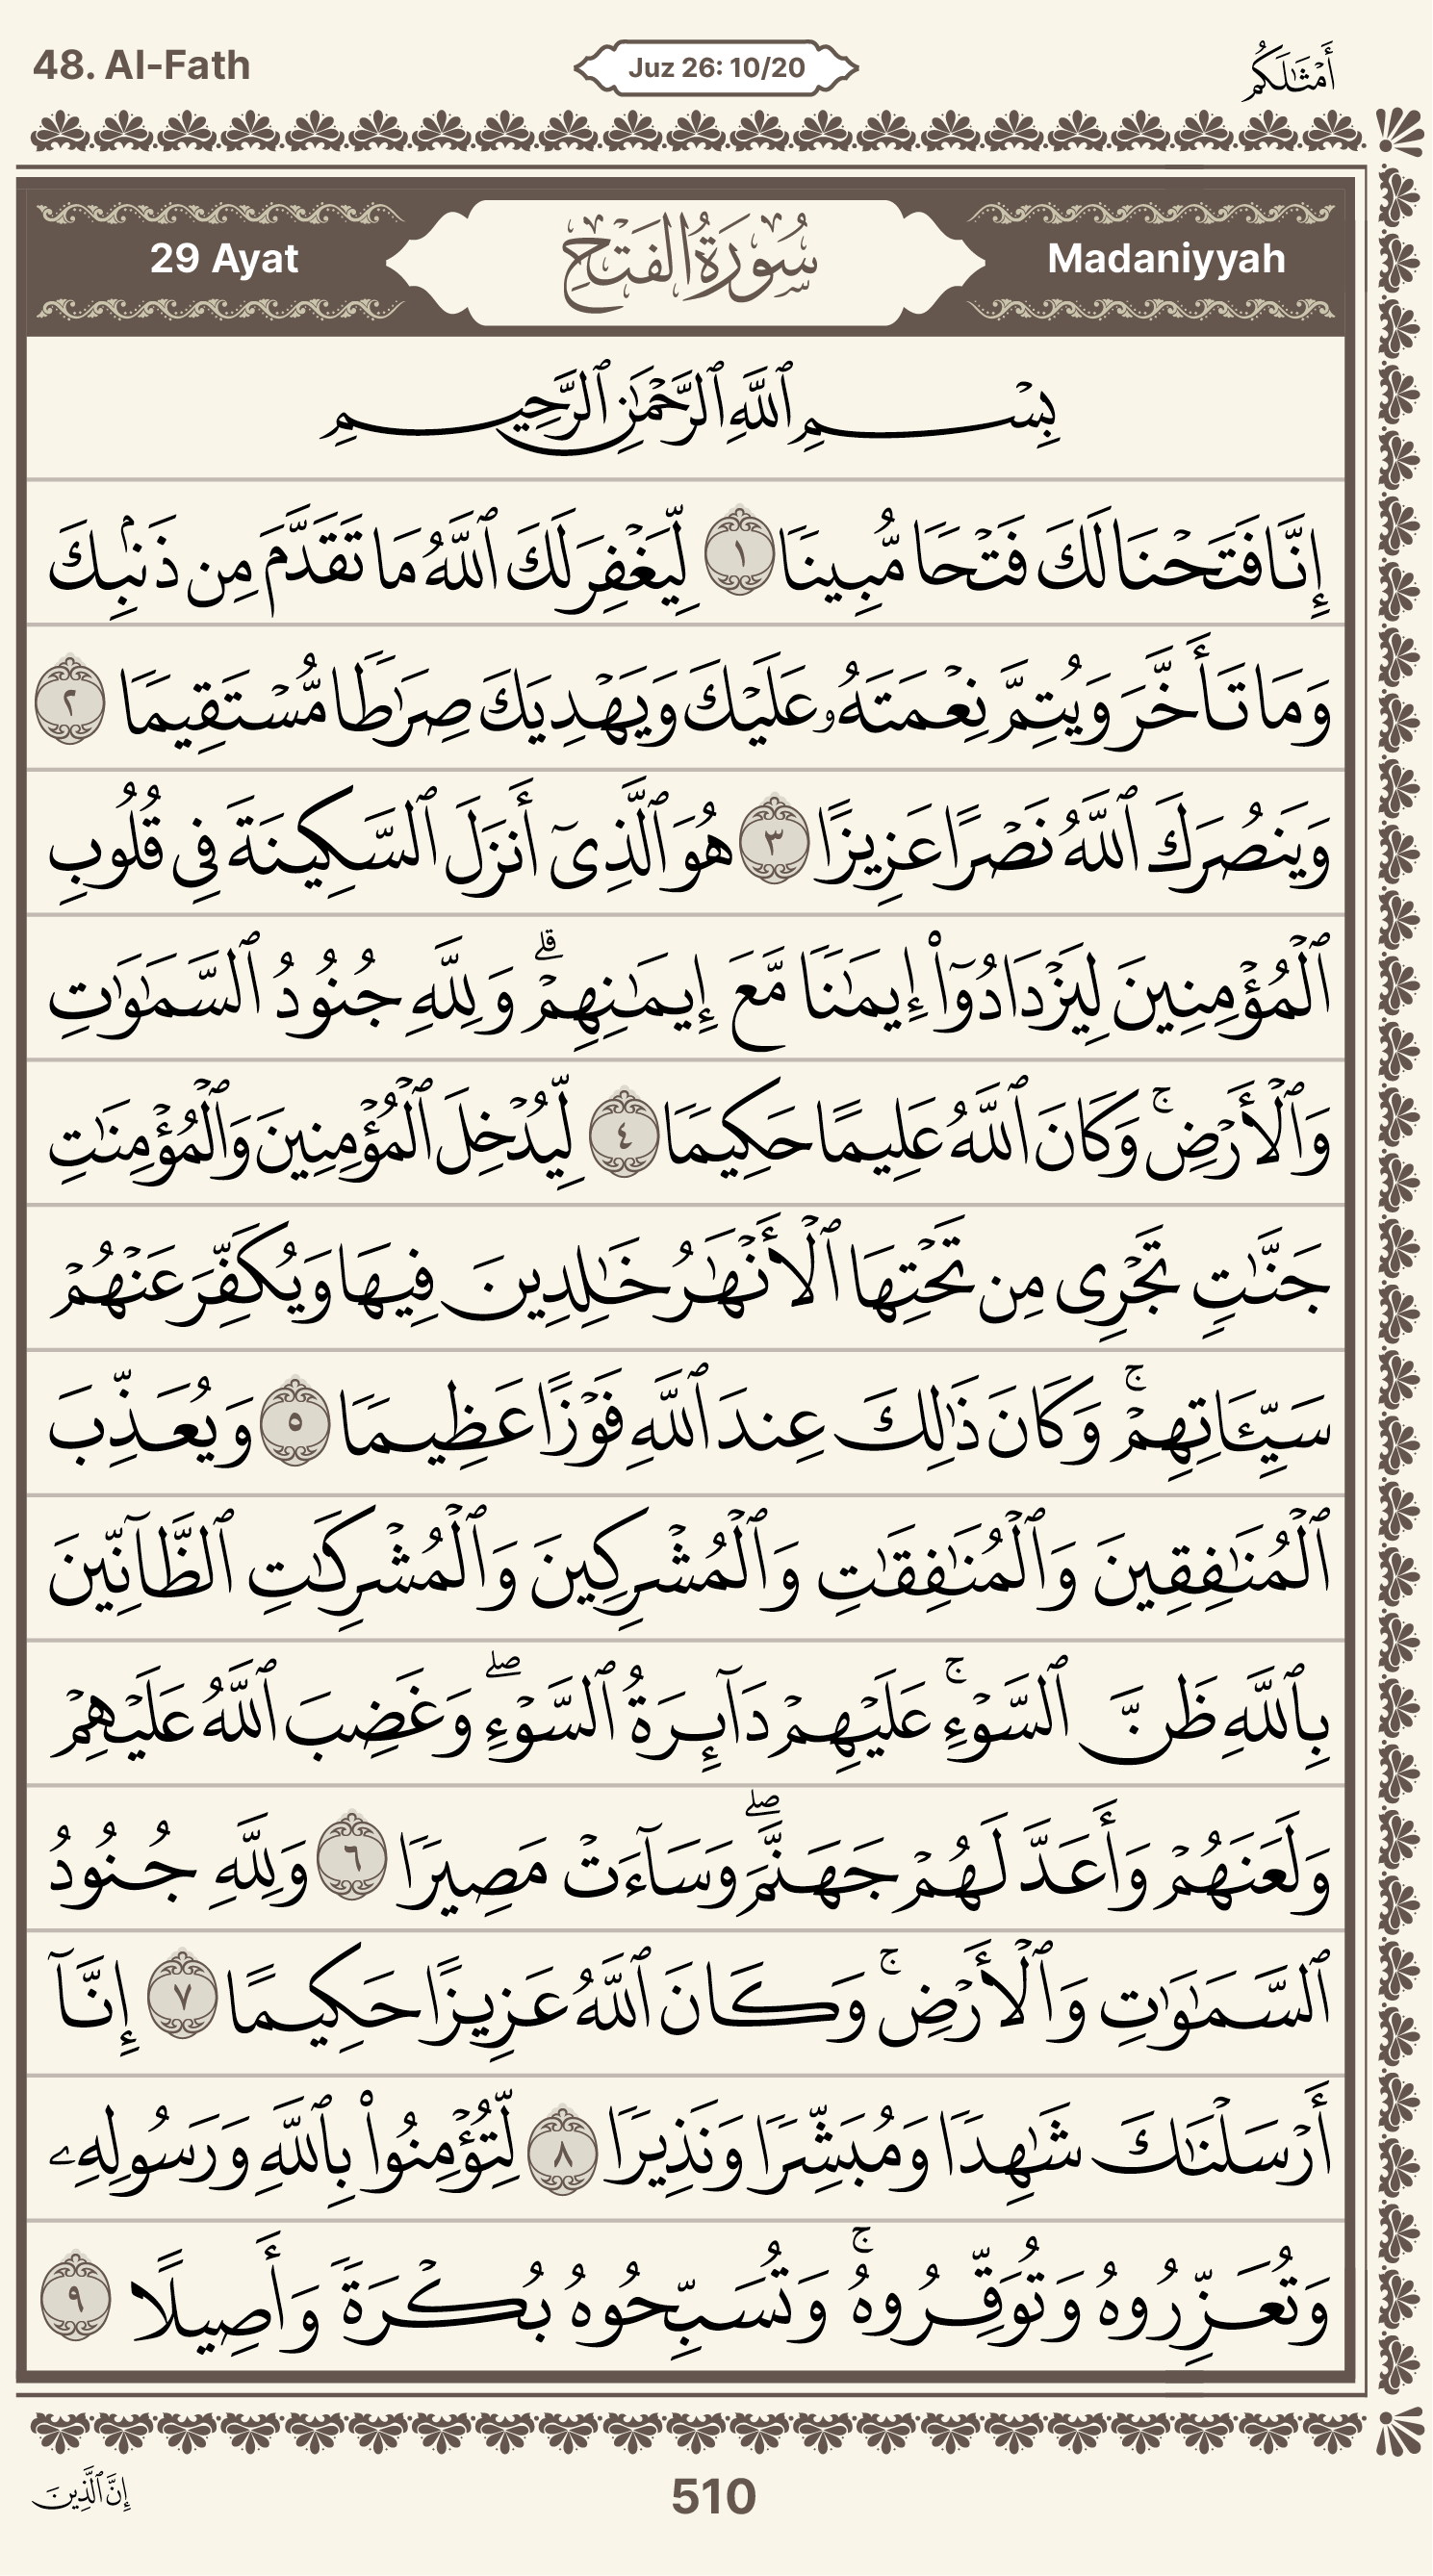 48. Al-Fath
Juz 26: 10/20
أَمْثَـٰلَكُم
29 Ayat
سُورَةُ الفَتْحِ
Madaniyyah
بِسْمِ ٱللَّهِ ٱلرَّحْمَـٰنِ ٱلرَّحِيمِ
إِنَّا فَتَحْنَا لَكَ فَتْحًا مُّبِينًا ١ لِّيَغْفِرَ لَكَ ٱللَّهُ مَا تَقَدَّمَ مِن ذَنۢبِكَ
وَمَا تَأَخَّرَ وَيُتِمَّ نِعْمَتَهُۥ عَلَيْكَ وَيَهْدِيَكَ صِرَٰطًا مُّسْتَقِيمًا ٢
وَيَنصُرَكَ ٱللَّهُ نَصْرًا عَزِيزًا ٣ هُوَ ٱلَّذِىٓ أَنزَلَ ٱلسَّكِينَةَ فِى قُلُوبِ
ٱلْمُؤْمِنِينَ لِيَزْدَادُوٓا۟ إِيمَـٰنًا مَّعَ إِيمَـٰنِهِمْ ۗ وَلِلَّهِ جُنُودُ ٱلسَّمَـٰوَٰتِ
وَٱلْأَرْضِ ۚ وَكَانَ ٱللَّهُ عَلِيمًا حَكِيمًا ٤ لِّيُدْخِلَ ٱلْمُؤْمِنِينَ وَٱلْمُؤْمِنَـٰتِ
جَنَّـٰتٍ تَجْرِى مِن تَحْتِهَا ٱلْأَنْهَـٰرُ خَـٰلِدِينَ فِيهَا وَيُكَفِّرَ عَنْهُمْ
سَيِّـَٔاتِهِمْ ۚ وَكَانَ ذَٰلِكَ عِندَ ٱللَّهِ فَوْزًا عَظِيمًا ٥ وَيُعَذِّبَ
ٱلْمُنَـٰفِقِينَ وَٱلْمُنَـٰفِقَـٰتِ وَٱلْمُشْرِكِينَ وَٱلْمُشْرِكَـٰتِ ٱلظَّآنِّينَ
بِٱللَّهِ ظَنَّ ٱلسَّوْءِ ۚ عَلَيْهِمْ دَآئِرَةُ ٱلسَّوْءِ ۖ وَغَضِبَ ٱللَّهُ عَلَيْهِمْ
وَلَعَنَهُمْ وَأَعَدَّ لَهُمْ جَهَنَّمَ ۖ وَسَآءَتْ مَصِيرًا ٦ وَلِلَّهِ جُنُودُ
ٱلسَّمَـٰوَٰتِ وَٱلْأَرْضِ ۚ وَكَانَ ٱللَّهُ عَزِيزًا حَكِيمًا ٧ إِنَّآ
أَرْسَلْنَـٰكَ شَـٰهِدًا وَمُبَشِّرًا وَنَذِيرًا ٨ لِّتُؤْمِنُوا۟ بِٱللَّهِ وَرَسُولِهِۦ
وَتُعَزِّرُوهُ وَتُوَقِّرُوهُ ۚ وَتُسَبِّحُوهُ بُكْرَةً وَأَصِيلًا ٩
إِنَّ ٱلَّذِينَ
510